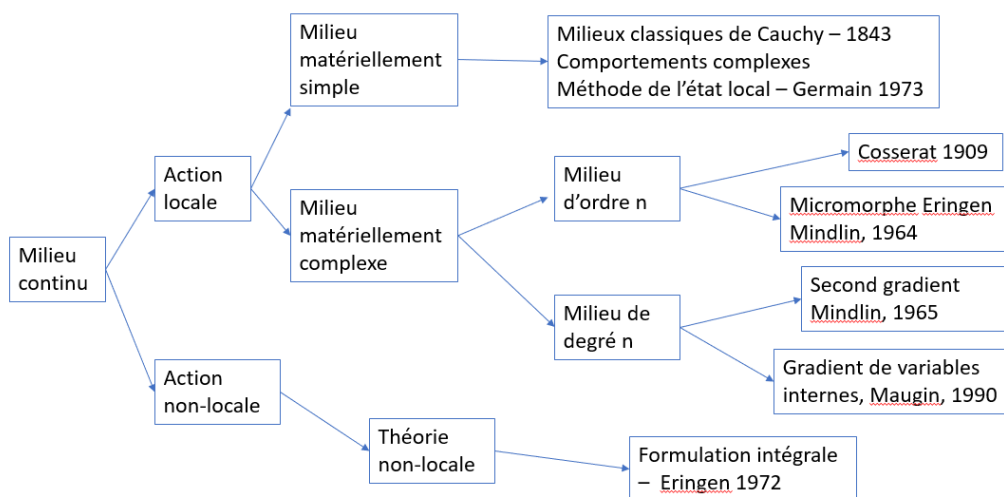 Milieu
matériellement
simple
Milieux classiques de Cauchy – 1843
Comportements complexes
Méthode de l'état local – Germain 1973
Action
locale
Milieu
matériellement
complexe
Milieu
d'ordre n
Cosserat 1909
Micromorphe Eringen
Mindlin, 1964
Milieu
continu
Milieu de
degré n
Second gradient
Mindlin, 1965
Gradient de variables
internes, Maugin, 1990
Action
non-locale
Théorie
non-locale
Formulation intégrale
– Eringen 1972